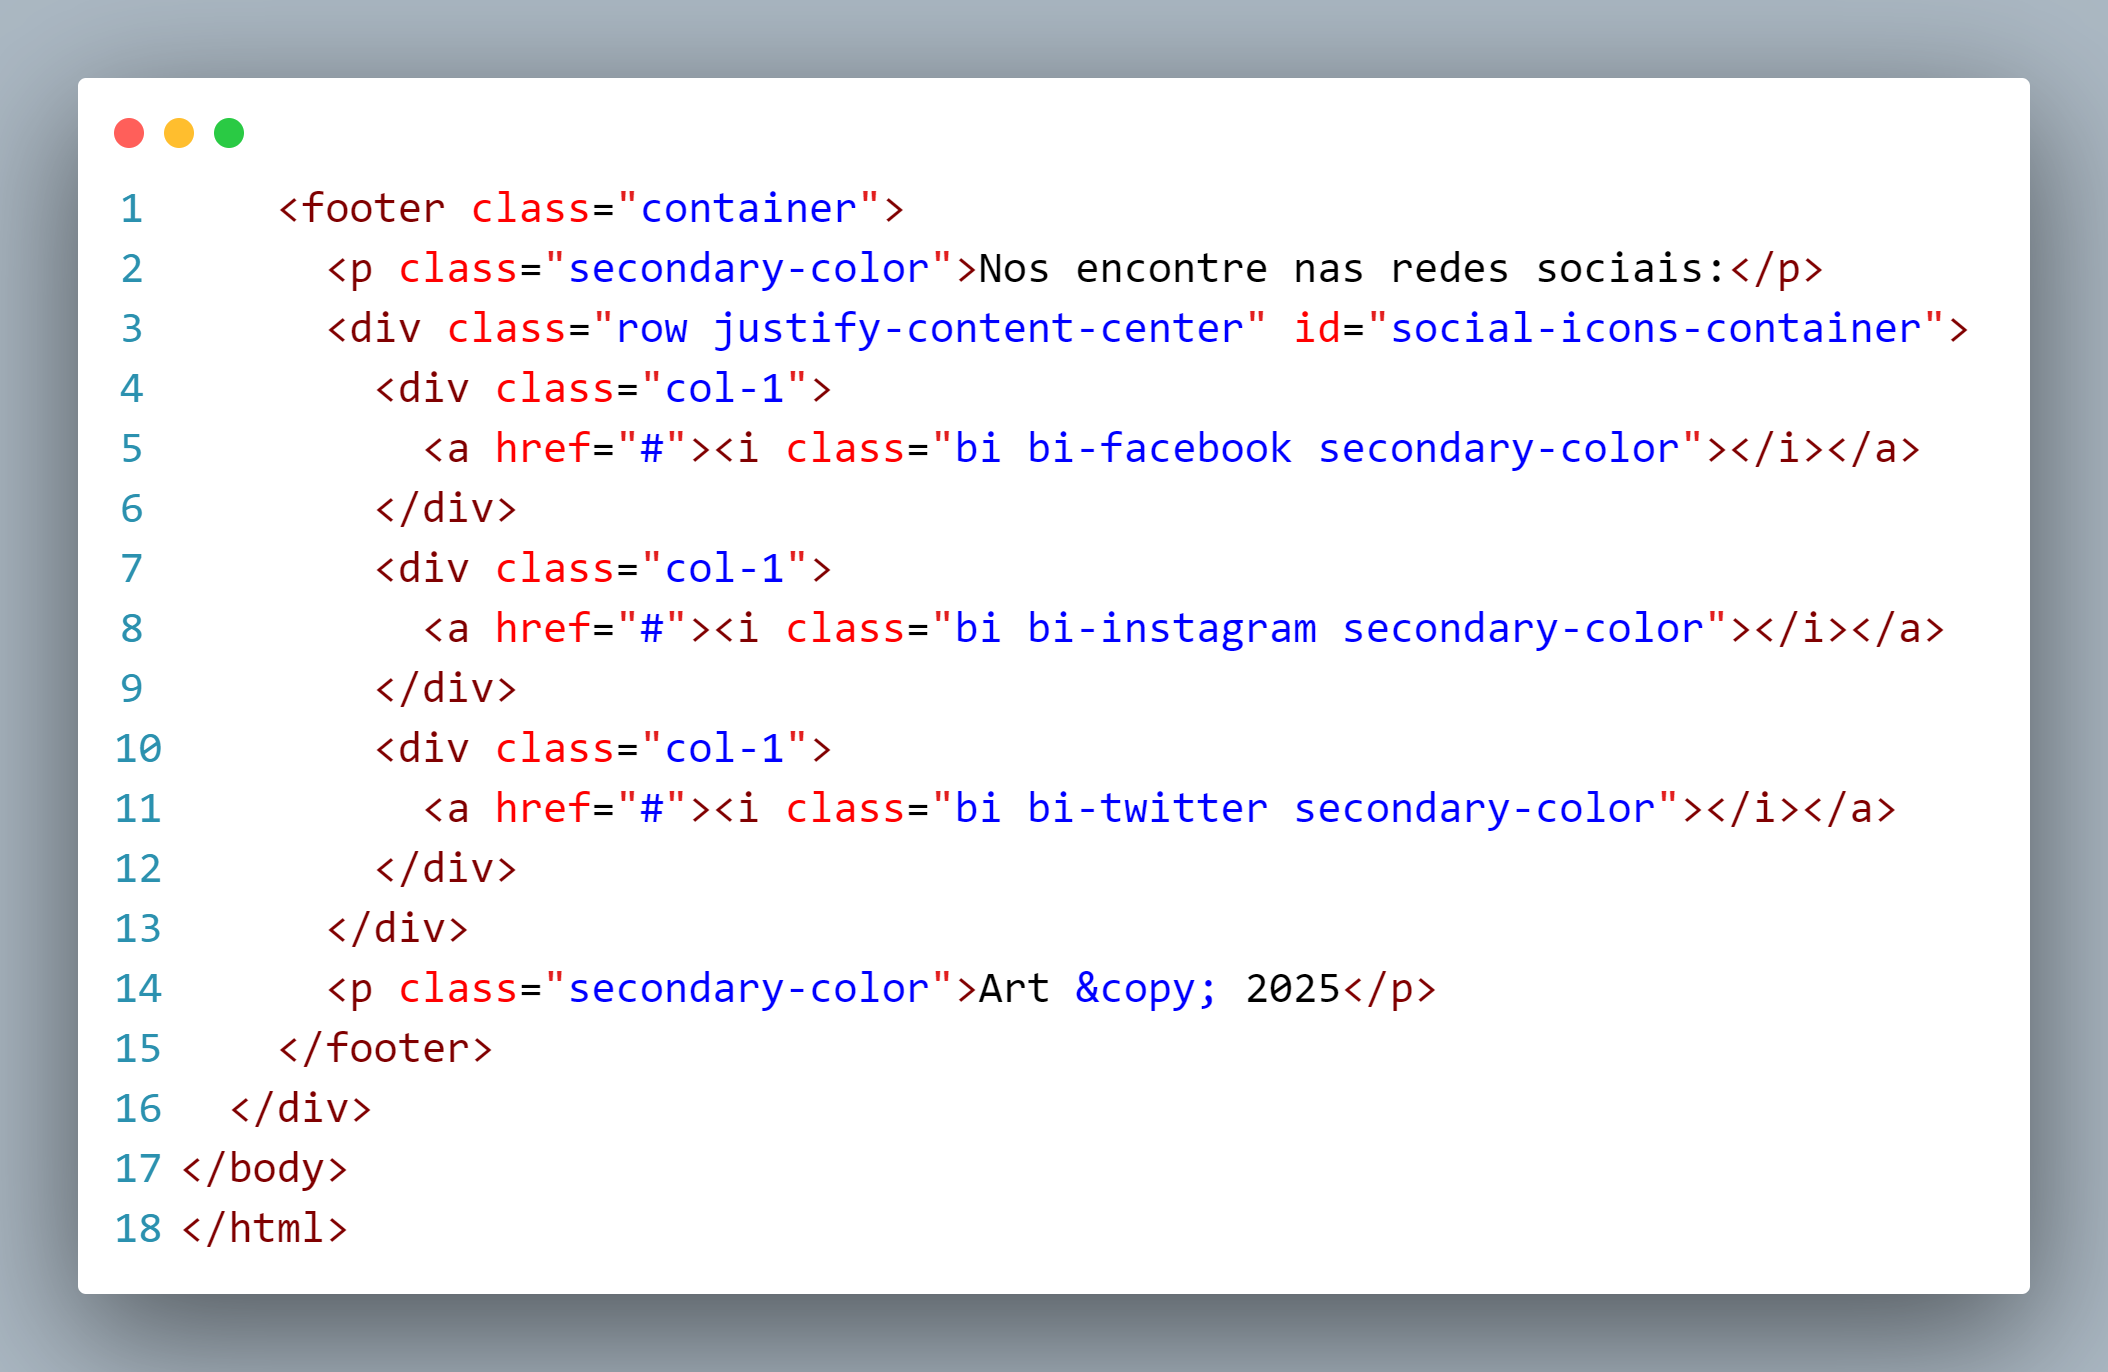 1 <footer class="container">
2 <p class="secondary-color">Nos encontre nas redes sociais:</p>
3 <div class="row justify-content-center" id="social-icons-container">
4 <div class="col-1">
5 <a href="#"><i class="bi bi-facebook secondary-color"></i></a>
6 </div>
7 <div class="col-1">
8 <a href="#"><i class="bi bi-instagram secondary-color"></i></a>
9 </div>
10 <div class="col-1">
11 <a href="#"><i class="bi bi-twitter secondary-color"></i></a>
12 </div>
13 </div>
14 <p class="secondary-color">Art &copy; 2025</p>
15 </footer>
16 </div>
17 </body>
18 </html>